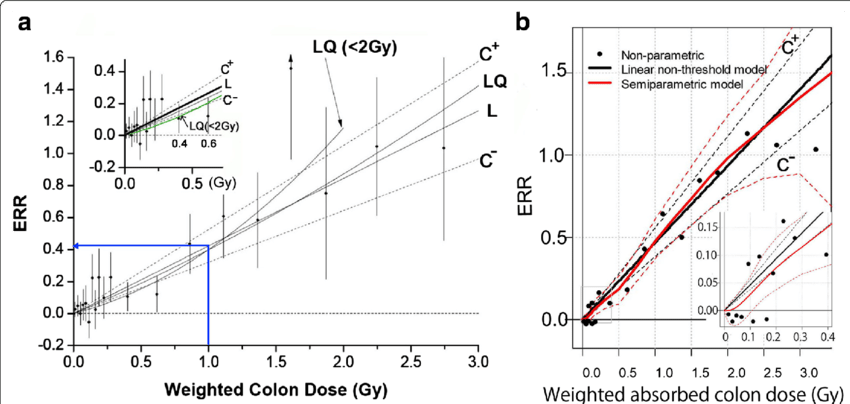 a
ERR
1.6
1.4
1.2
1.0
0.8
0.6
0.4
0.2
0.0
-0.2
0.0 0.5 1.0 1.5 2.0 2.5 3.0
Weighted Colon Dose (Gy)
LQ (<2Gy)
C+
LQ
L
C-
0.4
0.2
0.0
-0.2
0.0
(Gy)
0.4 0.6
C+
L
C-
LQ(<2Gy)
b
ERR
1.5
1.0
0.5
0.0
0.0 0.5 1.0 1.5 2.0 2.5 3.0
Weighted absorbed colon dose (Gy)
Non-parametric
Linear non-threshold model
Semiparametric model
C+
C-
0.15
0.10
0.05
0.00
0 0.1 0.2 0.3 0.4